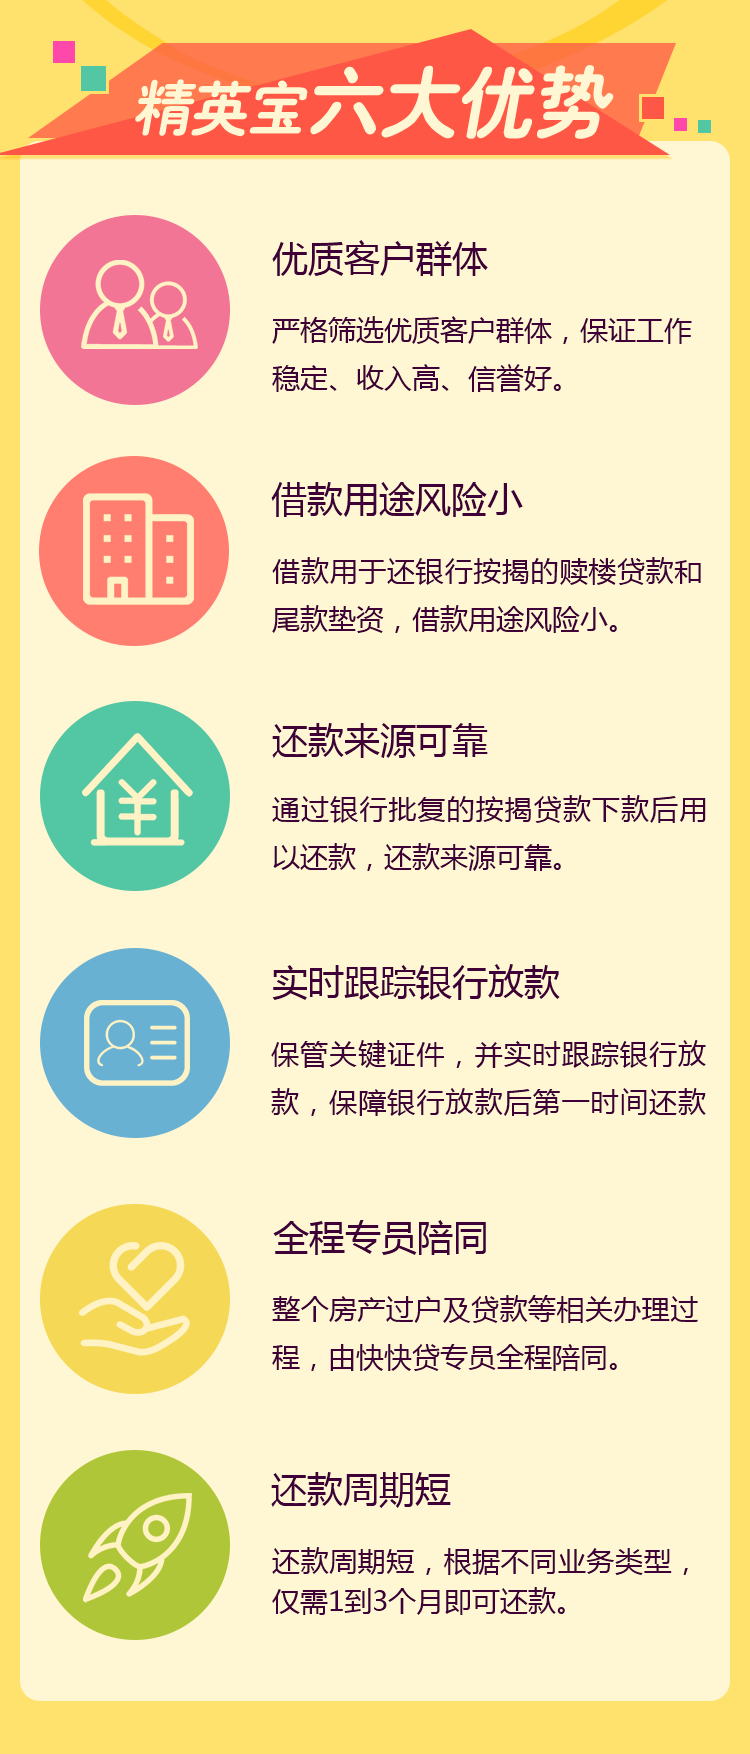 精英宝六大优势
优质客户群体
严格筛选优质客户群体，保证工作
稳定、收入高、信誉好。
借款用途风险小
借款用于还银行按揭的赎楼贷款和
尾款垫资，借款用途风险小。
还款来源可靠
通过银行批复的按揭贷款下款后用
以还款，还款来源可靠。
实时跟踪银行放款
保管关键证件，并实时跟踪银行放
款，保障银行放款后第一时间还款
全程专员陪同
整个房产过户及贷款等相关办理过
程，由快快贷专员全程陪同。
还款周期短
还款周期短，根据不同业务类型，
仅需1到3个月即可还款。